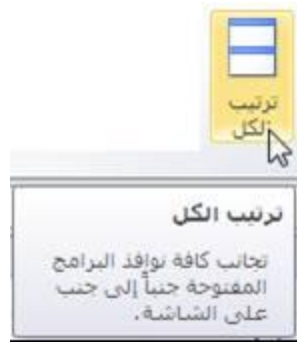 ترتيب
الكل
ترتيب الكل
تجانب كافة نوافذ البرامج
المفتوحة جنباً إلى جنب
على الشاشة.